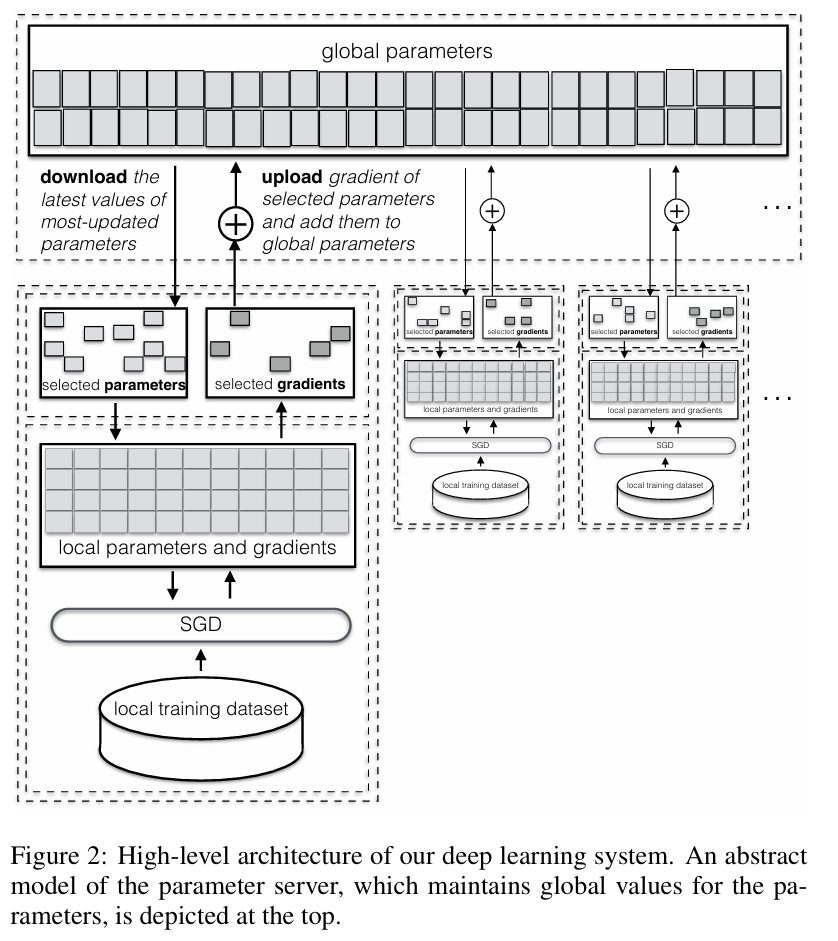 global parameters
download the
latest values of
most-updated
parameters
upload gradient of
selected parameters
and add them to
global parameters
. . .
selected parameters
selected gradients
local parameters and gradients
SGD
local training dataset
selected parameters
selected gradients
local parameters and gradients
SGD
local training dataset
selected parameters
selected gradients
local parameters and gradients
SGD
local training dataset
. . .
Figure 2: High-level architecture of our deep learning system. An abstract
model of the parameter server, which maintains global values for the pa-
rameters, is depicted at the top.